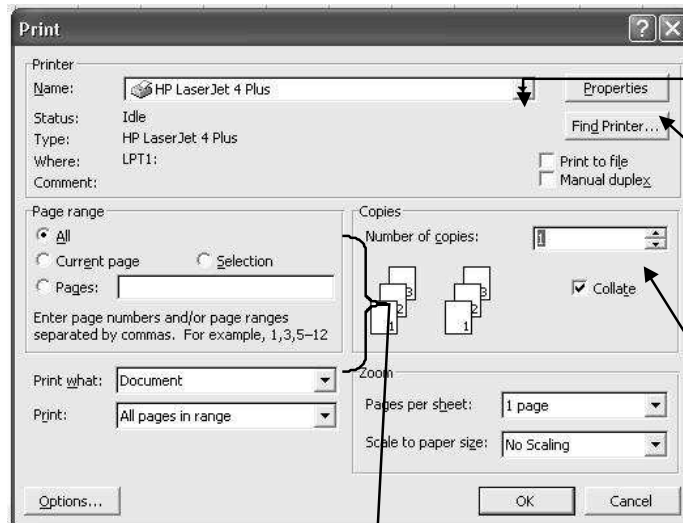 Print
Printer
Name: HP LaserJet 4 Plus Properties
Status: Idle
Type: HP LaserJet 4 Plus Find Printer...
Where: LPT1: Print to file
Comment: Manual duplex
Page range
All
Current page Selection
Pages:
Enter page numbers and/or page ranges
separated by commas. For example, 1,3,5–12
Copies
Number of copies: 1
3 3
2 2
1 1
Collate
Print what: Document
Print: All pages in range
Zoom
Pages per sheet: 1 page
Scale to paper size: No Scaling
Options... OK Cancel